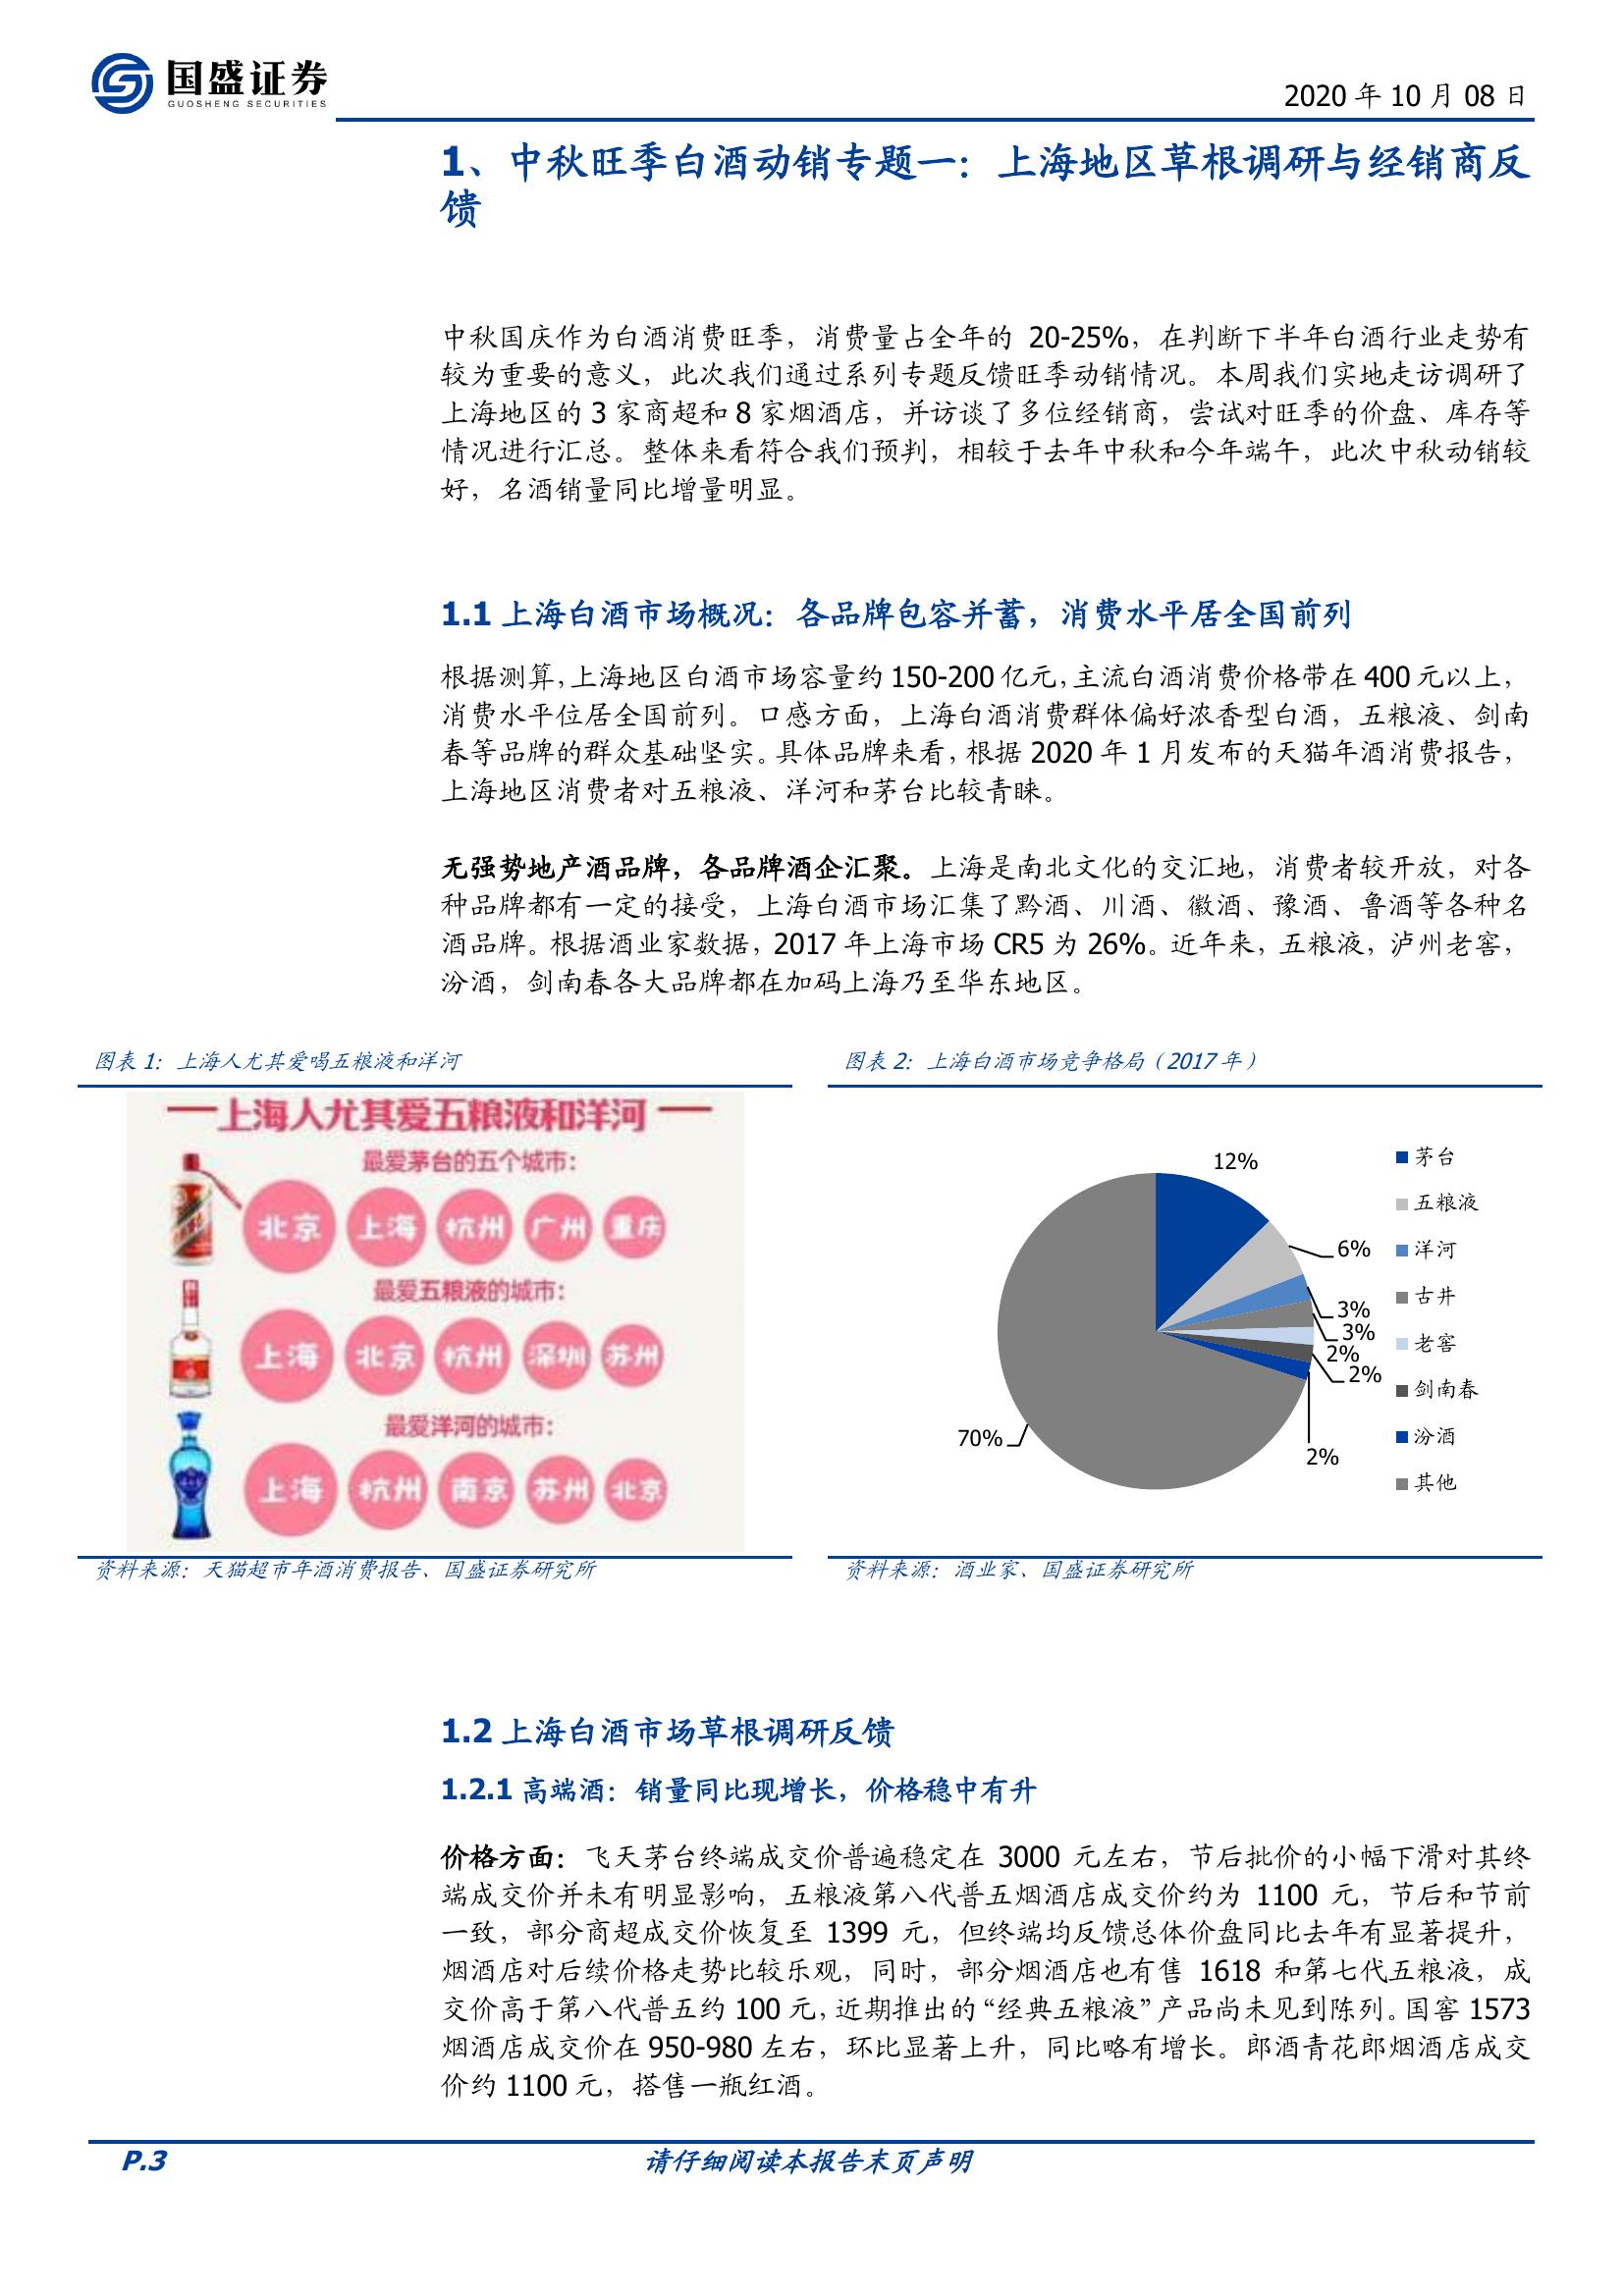 国盛证券
GUOSHENG SECURITIES
2020 年 10 月 08 日
1、中秋旺季白酒动销专题一：上海地区草根调研与经销商反
馈
中秋国庆作为白酒消费旺季，消费量占全年的 20-25%，在判断下半年白酒行业走势有
较为重要的意义，此次我们通过系列专题反馈旺季动销情况。本周我们实地走访调研了
上海地区的 3 家商超和 8 家烟酒店，并访谈了多位经销商，尝试对旺季的价盘、库存等
情况进行汇总。整体来看符合我们预判，相较于去年中秋和今年端午，此次中秋动销较
好，名酒销量同比增量明显。
1.1 上海白酒市场概况：各品牌包容并蓄，消费水平居全国前列
根据测算，上海地区白酒市场容量约 150-200 亿元，主流白酒消费价格带在 400 元以上，
消费水平位居全国前列。口感方面，上海白酒消费群体偏好浓香型白酒，五粮液、剑南
春等品牌的群众基础坚实。具体品牌来看，根据 2020 年 1 月发布的天猫年酒消费报告，
上海地区消费者对五粮液、洋河和茅台比较青睐。
无强势地产酒品牌，各品牌酒企汇聚。上海是南北文化的交汇地，消费者较开放，对各
种品牌都有一定的接受，上海白酒市场汇集了黔酒、川酒、徽酒、豫酒、鲁酒等各种名
酒品牌。根据酒业家数据，2017 年上海市场 CR5 为 26%。近年来，五粮液，泸州老窖，
汾酒，剑南春各大品牌都在加码上海乃至华东地区。
图表 1：上海人尤其爱喝五粮液和洋河
上海人尤其爱五粮液和洋河
最爱茅台的五个城市：
北京 上海 杭州 广州 重庆
最爱五粮液的城市：
上海 北京 杭州 深圳 苏州
最爱洋河的城市：
上海 杭州 南京 苏州 北京
资料来源：天猫超市年酒消费报告、国盛证券研究所
图表 2：上海白酒市场竞争格局（2017 年）
12%
6%
3%
3%
2%
2%
2%
70%
茅台
五粮液
洋河
古井
老窖
剑南春
汾酒
其他
资料来源：酒业家、国盛证券研究所
1.2 上海白酒市场草根调研反馈
1.2.1 高端酒：销量同比现增长，价格稳中有升
价格方面：飞天茅台终端成交价普遍稳定在 3000 元左右，节后批价的小幅下滑对其终
端成交价并未有明显影响，五粮液第八代普五烟酒店成交价约为 1100 元，节后和节前
一致，部分商超成交价恢复至 1399 元，但终端均反馈总体价盘同比去年有显著提升，
烟酒店对后续价格走势比较乐观，同时，部分烟酒店也有售 1618 和第七代五粮液，成
交价高于第八代普五约 100 元，近期推出的“经典五粮液”产品尚未见到陈列。国窖 1573
烟酒店成交价在 950-980 左右，环比显著上升，同比略有增长。郎酒青花郎烟酒店成交
价约 1100 元，搭售一瓶红酒。
P.3
请仔细阅读本报告末页声明